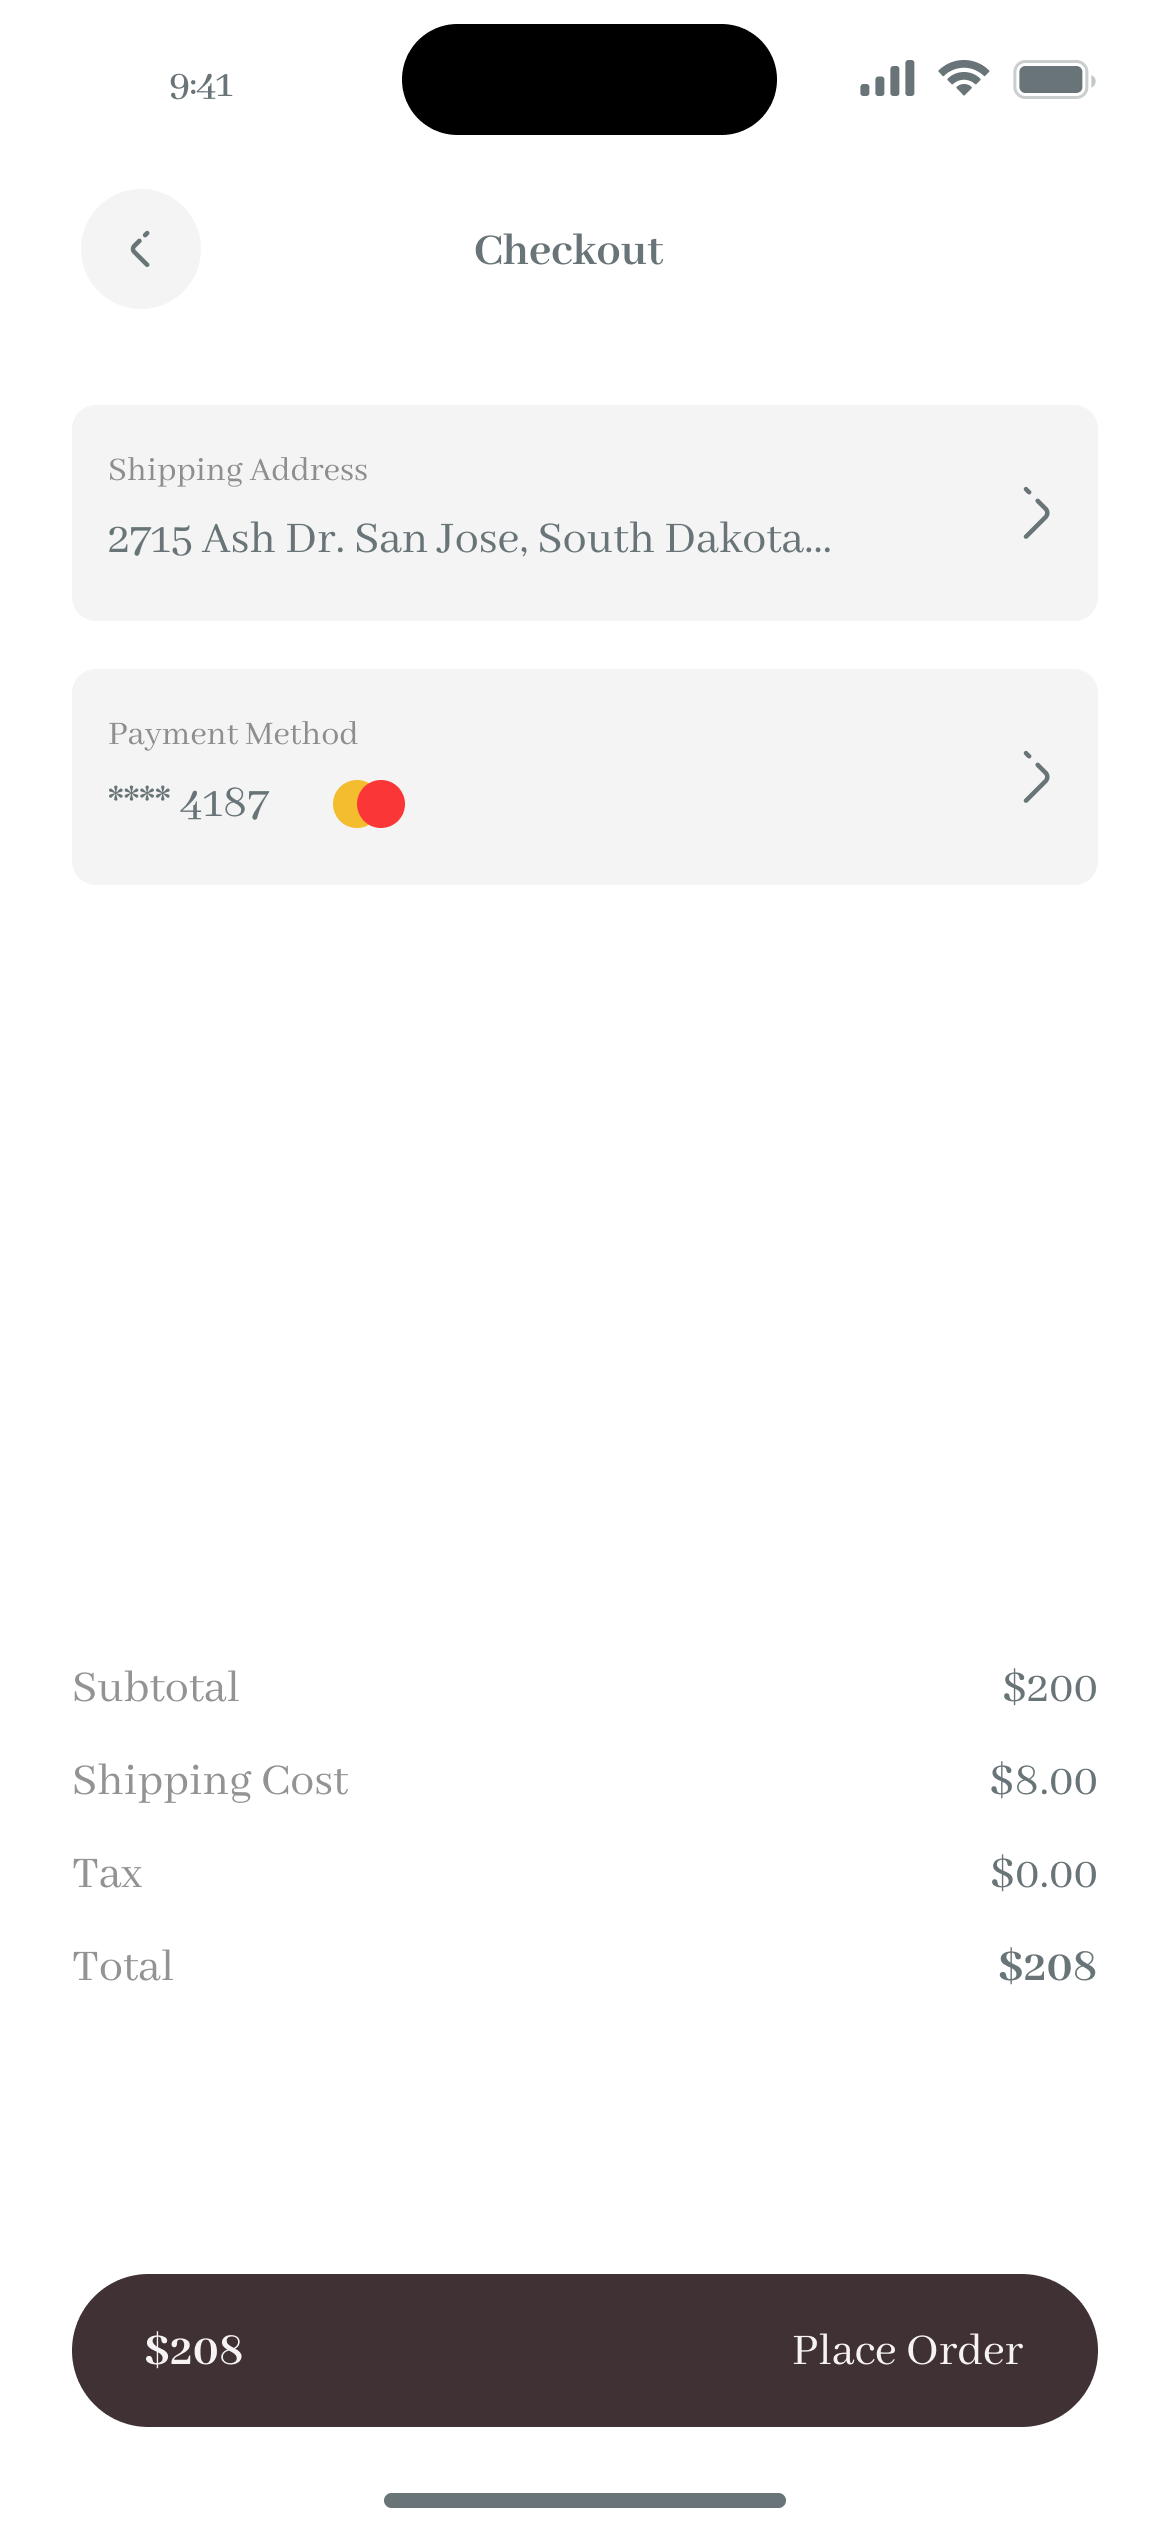 9:41
Checkout
Shipping Address
2715 Ash Dr. San Jose, South Dakota...
Payment Method
**** 4187
Subtotal $200
Shipping Cost $8.00
Tax $0.00
Total $208
$208 Place Order